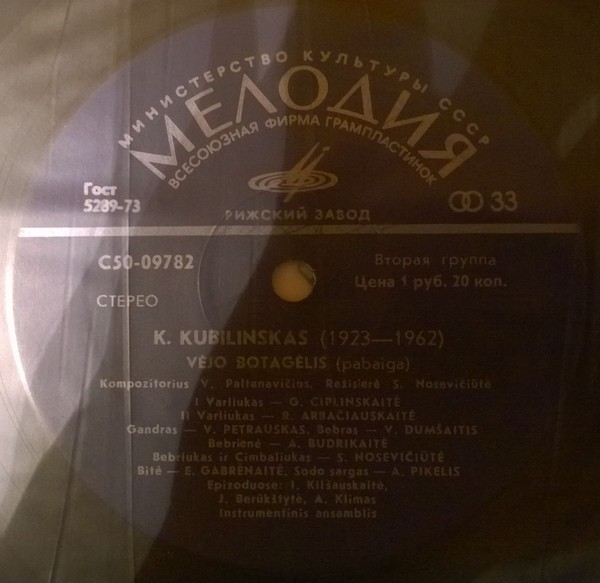 МИНИСТЕРСТВО КУЛЬТУРЫ СССР
МЕЛОДИЯ
ВСЕСОЮЗНАЯ ФИРМА ГРАМПЛАСТИНОК
Гост
5289-73
33
РИЖСКИЙ ЗАВОД
С50-09782
Вторая группа
Цена 1 руб. 20 коп.
СТЕРЕО
K. KUBILINSKAS (1923—1962)
VĖJO BOTAGĖLIS (pabaiga)
Kompozitorius V. Paltanavičius. Režisierė S. Nosevičiūtė
I Varliukas — G. CIPLINSKAITĖ
II Varliukas — R. ARBAČIAUSKAITĖ
Gandras — V. PETRAUSKAS, Bebras — V. DUMŠAITIS
Bebrienė — A. BUDRIKAITĖ
Bebriukas ir Cimbaliukas — S. NOSEVIČIŪTĖ
Bitė — E. GABRĖNAITĖ, Sodo sargas — A. PIKELIS
Epizoduose: I. Kilšauskaitė,
J. Berūkštytė, A. Klimas
Instrumentinis ansamblis